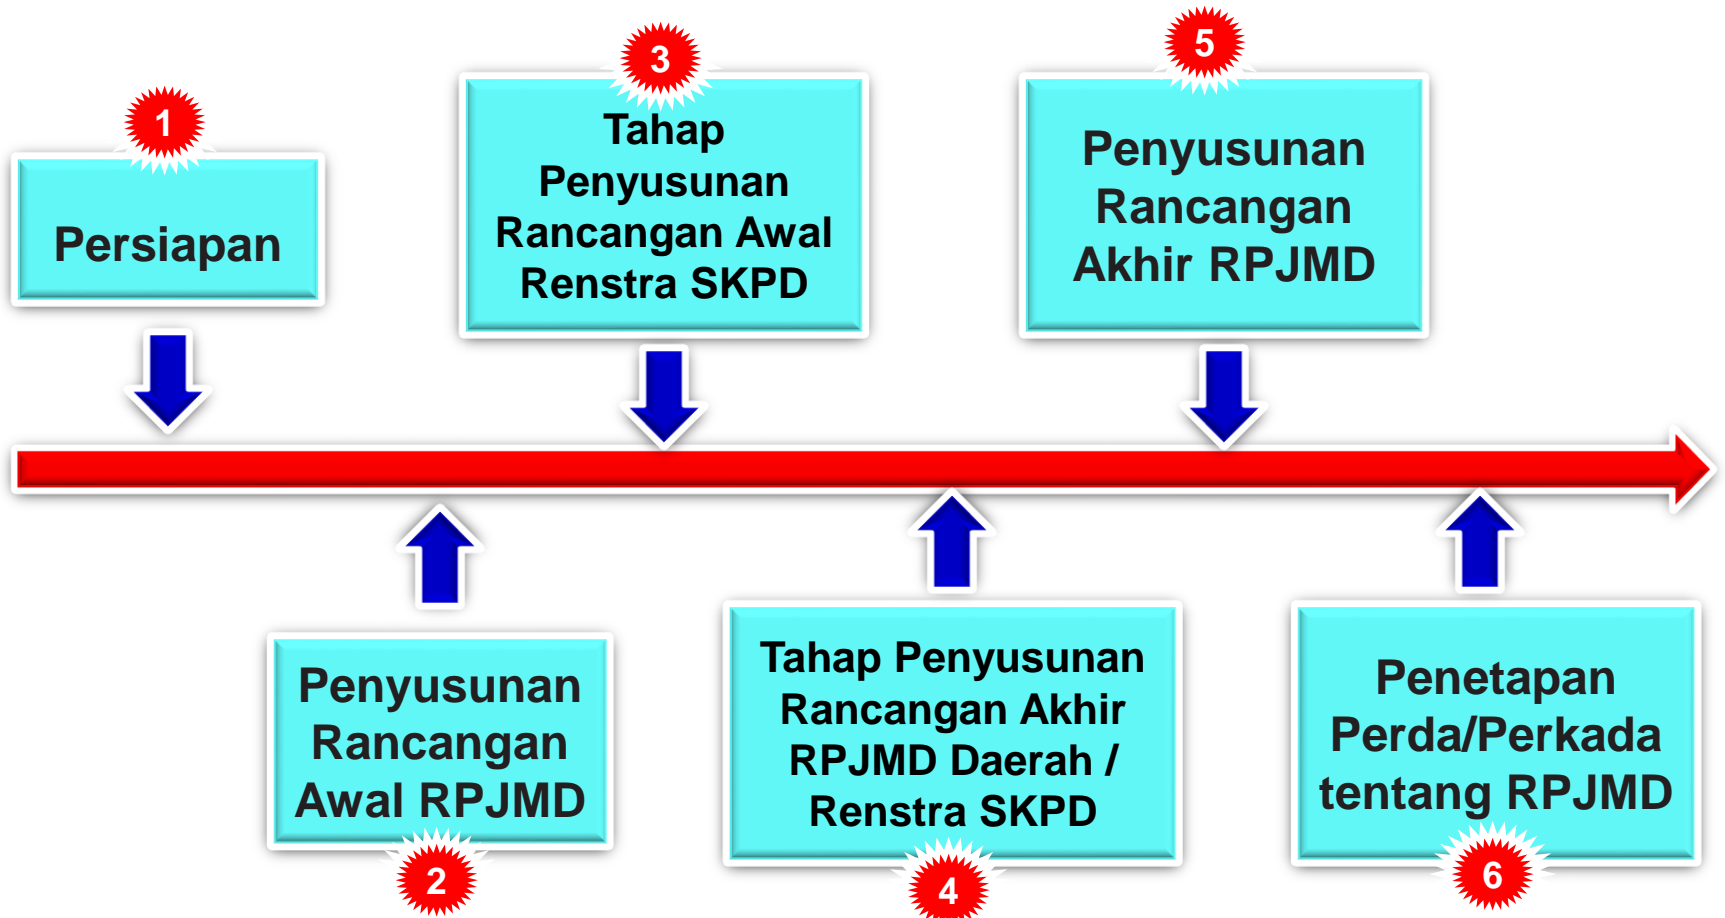 1
Persiapan
2
Penyusunan
Rancangan
Awal RPJMD
3
Tahap
Penyusunan
Rancangan Awal
Renstra SKPD
4
Tahap Penyusunan
Rancangan Akhir
RPJMD Daerah /
Renstra SKPD
5
Penyusunan
Rancangan
Akhir RPJMD
6
Penetapan
Perda/Perkada
tentang RPJMD